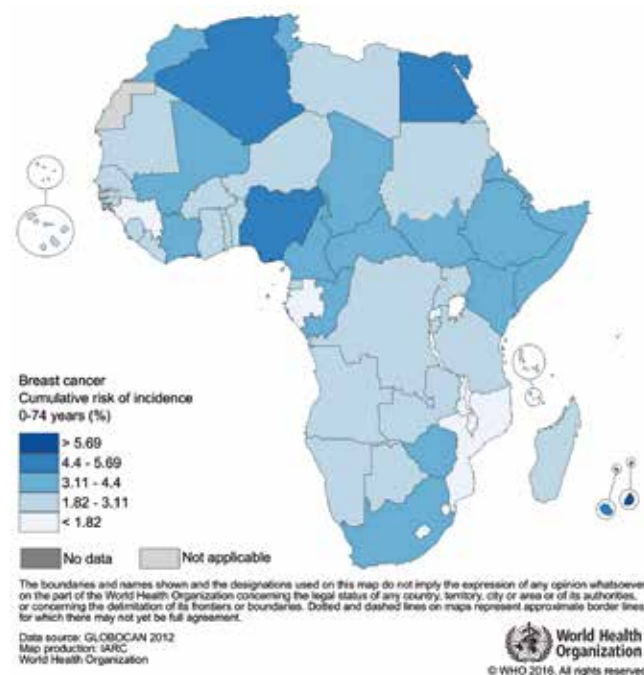 Breast cancer
Cumulative risk of incidence
0-74 years (%)
> 5.69
4.4 - 5.69
3.11 - 4.4
1.82 - 3.11
< 1.82
No data
Not applicable
The boundaries and names shown and the designations used on this map do not imply the expression of any opinion whatsoever
on the part of the World Health Organization concerning the legal status of any country, territory, city or area or of its authorities,
or concerning the delimitation of its frontiers or boundaries. Dotted and dashed lines on maps represent approximate border lines
for which there may not yet be full agreement.
Data source: GLOBOCAN 2012
Map production: IARC
World Health Organization
World Health
Organization
© WHO 2016. All rights reserved